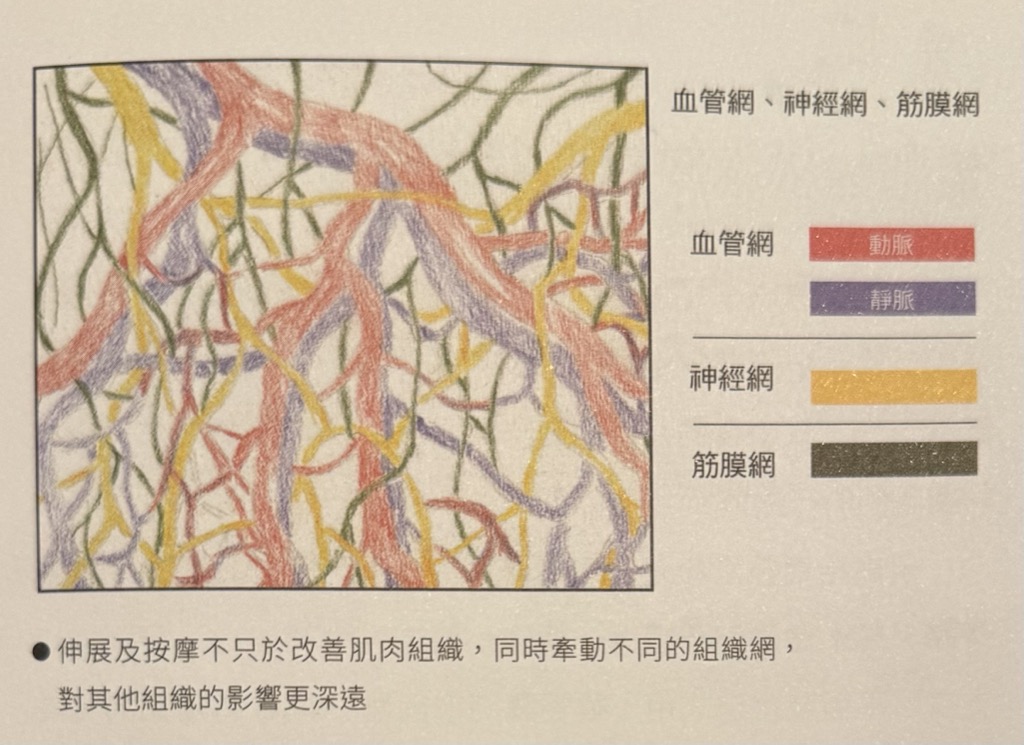 血管網、神經網、筋膜網
血管網
動脈
靜脈
神經網
筋膜網
●伸展及按摩不只於改善肌肉組織，同時牽動不同的組織網，
對其他組織的影響更深遠